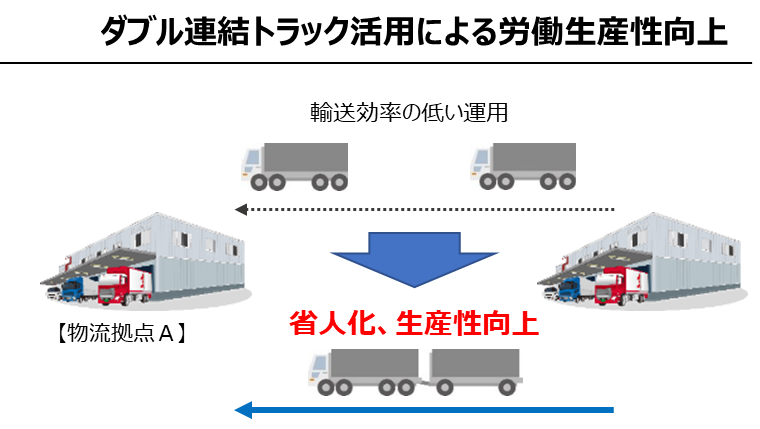 ダブル連結トラック活用による労働生産性向上
輸送効率の低い運用
省人化、生産性向上
【物流拠点Ａ】